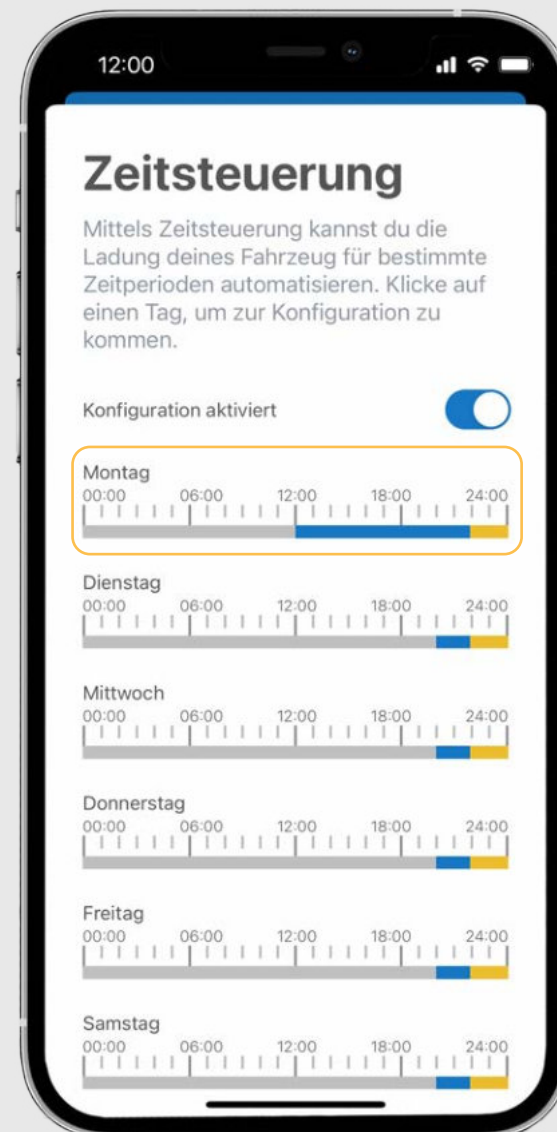 12:00
Zeitsteuerung
Mittels Zeitsteuerung kannst du die
Ladung deines Fahrzeug für bestimmte
Zeitperioden automatisieren. Klicke auf
einen Tag, um zur Konfiguration zu
kommen.
Konfiguration aktiviert
Montag
00:00 06:00 12:00 18:00 24:00
Dienstag
00:00 06:00 12:00 18:00 24:00
Mittwoch
00:00 06:00 12:00 18:00 24:00
Donnerstag
00:00 06:00 12:00 18:00 24:00
Freitag
00:00 06:00 12:00 18:00 24:00
Samstag
00:00 06:00 12:00 18:00 24:00